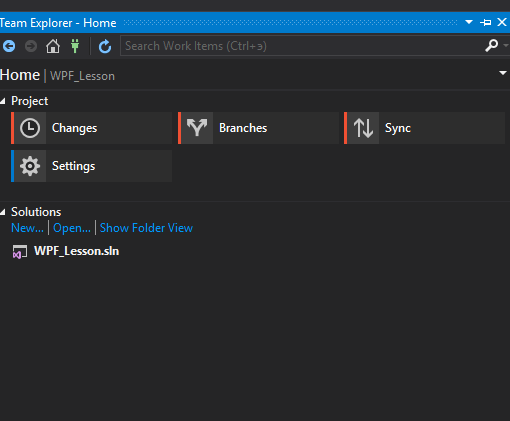 Team Explorer - Home
Search Work Items (Ctrl+э)
Home | WPF_Lesson
Project
Changes
Branches
Sync
Settings
Solutions
New... | Open... | Show Folder View
WPF_Lesson.sln